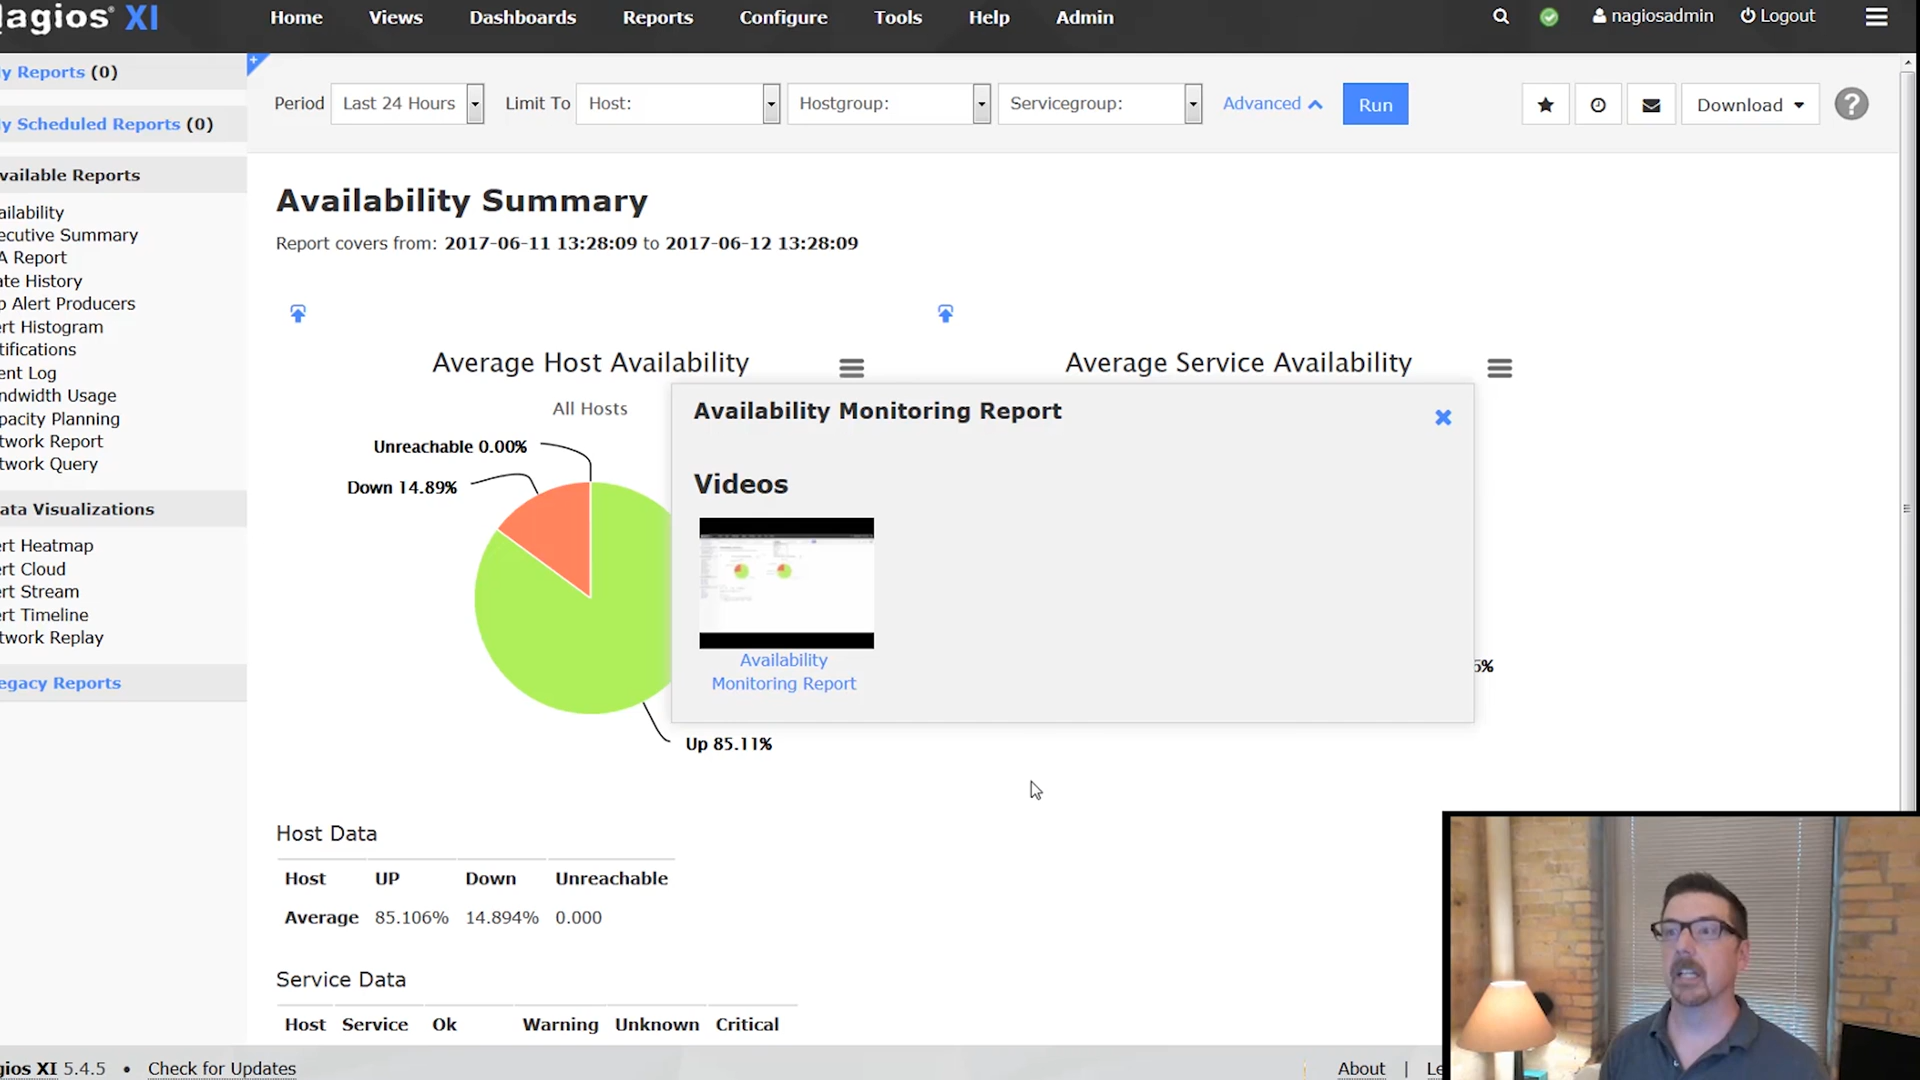 agios XI Home Views Dashboards Reports Configure Tools Help Admin nagiosadmin Logout
y Reports (0)
y Scheduled Reports (0)
vailable Reports
ailability
ecutive Summary
A Report
ate History
p Alert Producers
ert Histogram
tifications
ent Log
ndwidth Usage
pacity Planning
twork Report
twork Query
ata Visualizations
ert Heatmap
ert Cloud
ert Stream
ert Timeline
twork Replay
egacy Reports
Period Last 24 Hours Limit To Host: Hostgroup: Servicegroup: Advanced Run Download ?
Availability Summary
Report covers from: 2017-06-11 13:28:09 to 2017-06-12 13:28:09
Average Host Availability
All Hosts
Unreachable 0.00%
Down 14.89%
Up 85.11%
Average Service Availability
Availability Monitoring Report
Videos
Availability
Monitoring Report
%
Host Data
Host UP Down Unreachable
Average 85.106% 14.894% 0.000
Service Data
Host Service Ok Warning Unknown Critical
gios XI 5.4.5 • Check for Updates About | Le